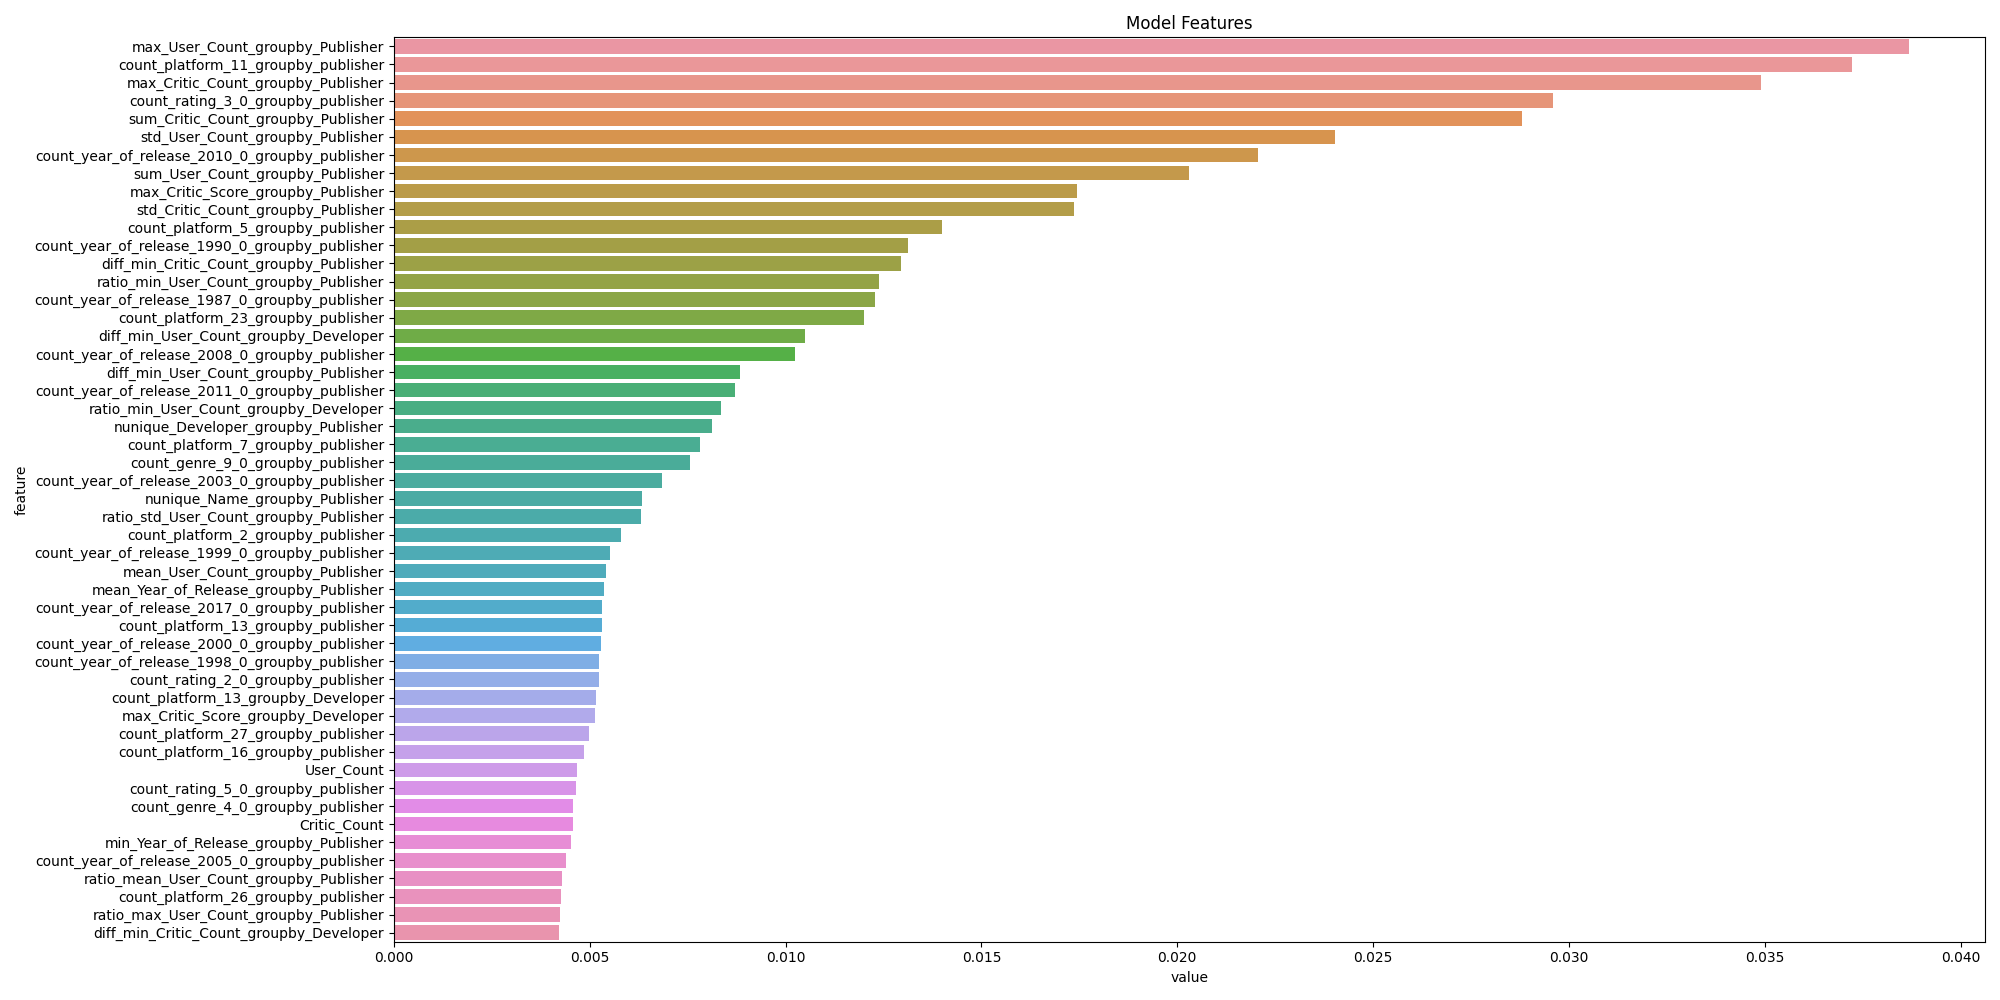 Model Features
max_User_Count_groupby_Publisher
count_platform_11_groupby_publisher
max_Critic_Count_groupby_Publisher
count_rating_3_0_groupby_publisher
sum_Critic_Count_groupby_Publisher
std_User_Count_groupby_Publisher
count_year_of_release_2010_0_groupby_publisher
sum_User_Count_groupby_Publisher
max_Critic_Score_groupby_Publisher
std_Critic_Count_groupby_Publisher
count_platform_5_groupby_publisher
count_year_of_release_1990_0_groupby_publisher
diff_min_Critic_Count_groupby_Publisher
ratio_min_User_Count_groupby_Publisher
count_year_of_release_1987_0_groupby_publisher
count_platform_23_groupby_publisher
diff_min_User_Count_groupby_Developer
count_year_of_release_2008_0_groupby_publisher
diff_min_User_Count_groupby_Publisher
count_year_of_release_2011_0_groupby_publisher
ratio_min_User_Count_groupby_Developer
nunique_Developer_groupby_Publisher
count_platform_7_groupby_publisher
count_genre_9_0_groupby_publisher
count_year_of_release_2003_0_groupby_publisher
nunique_Name_groupby_Publisher
ratio_std_User_Count_groupby_Publisher
count_platform_2_groupby_publisher
count_year_of_release_1999_0_groupby_publisher
mean_User_Count_groupby_Publisher
mean_Year_of_Release_groupby_Publisher
count_year_of_release_2017_0_groupby_publisher
count_platform_13_groupby_publisher
count_year_of_release_2000_0_groupby_publisher
count_year_of_release_1998_0_groupby_publisher
count_rating_2_0_groupby_publisher
count_platform_13_groupby_Developer
max_Critic_Score_groupby_Developer
count_platform_27_groupby_publisher
count_platform_16_groupby_publisher
User_Count
count_rating_5_0_groupby_publisher
count_genre_4_0_groupby_publisher
Critic_Count
min_Year_of_Release_groupby_Publisher
count_year_of_release_2005_0_groupby_publisher
ratio_mean_User_Count_groupby_Publisher
count_platform_26_groupby_publisher
ratio_max_User_Count_groupby_Publisher
diff_min_Critic_Count_groupby_Developer
feature
0.000 0.005 0.010 0.015 0.020 0.025 0.030 0.035 0.040
value